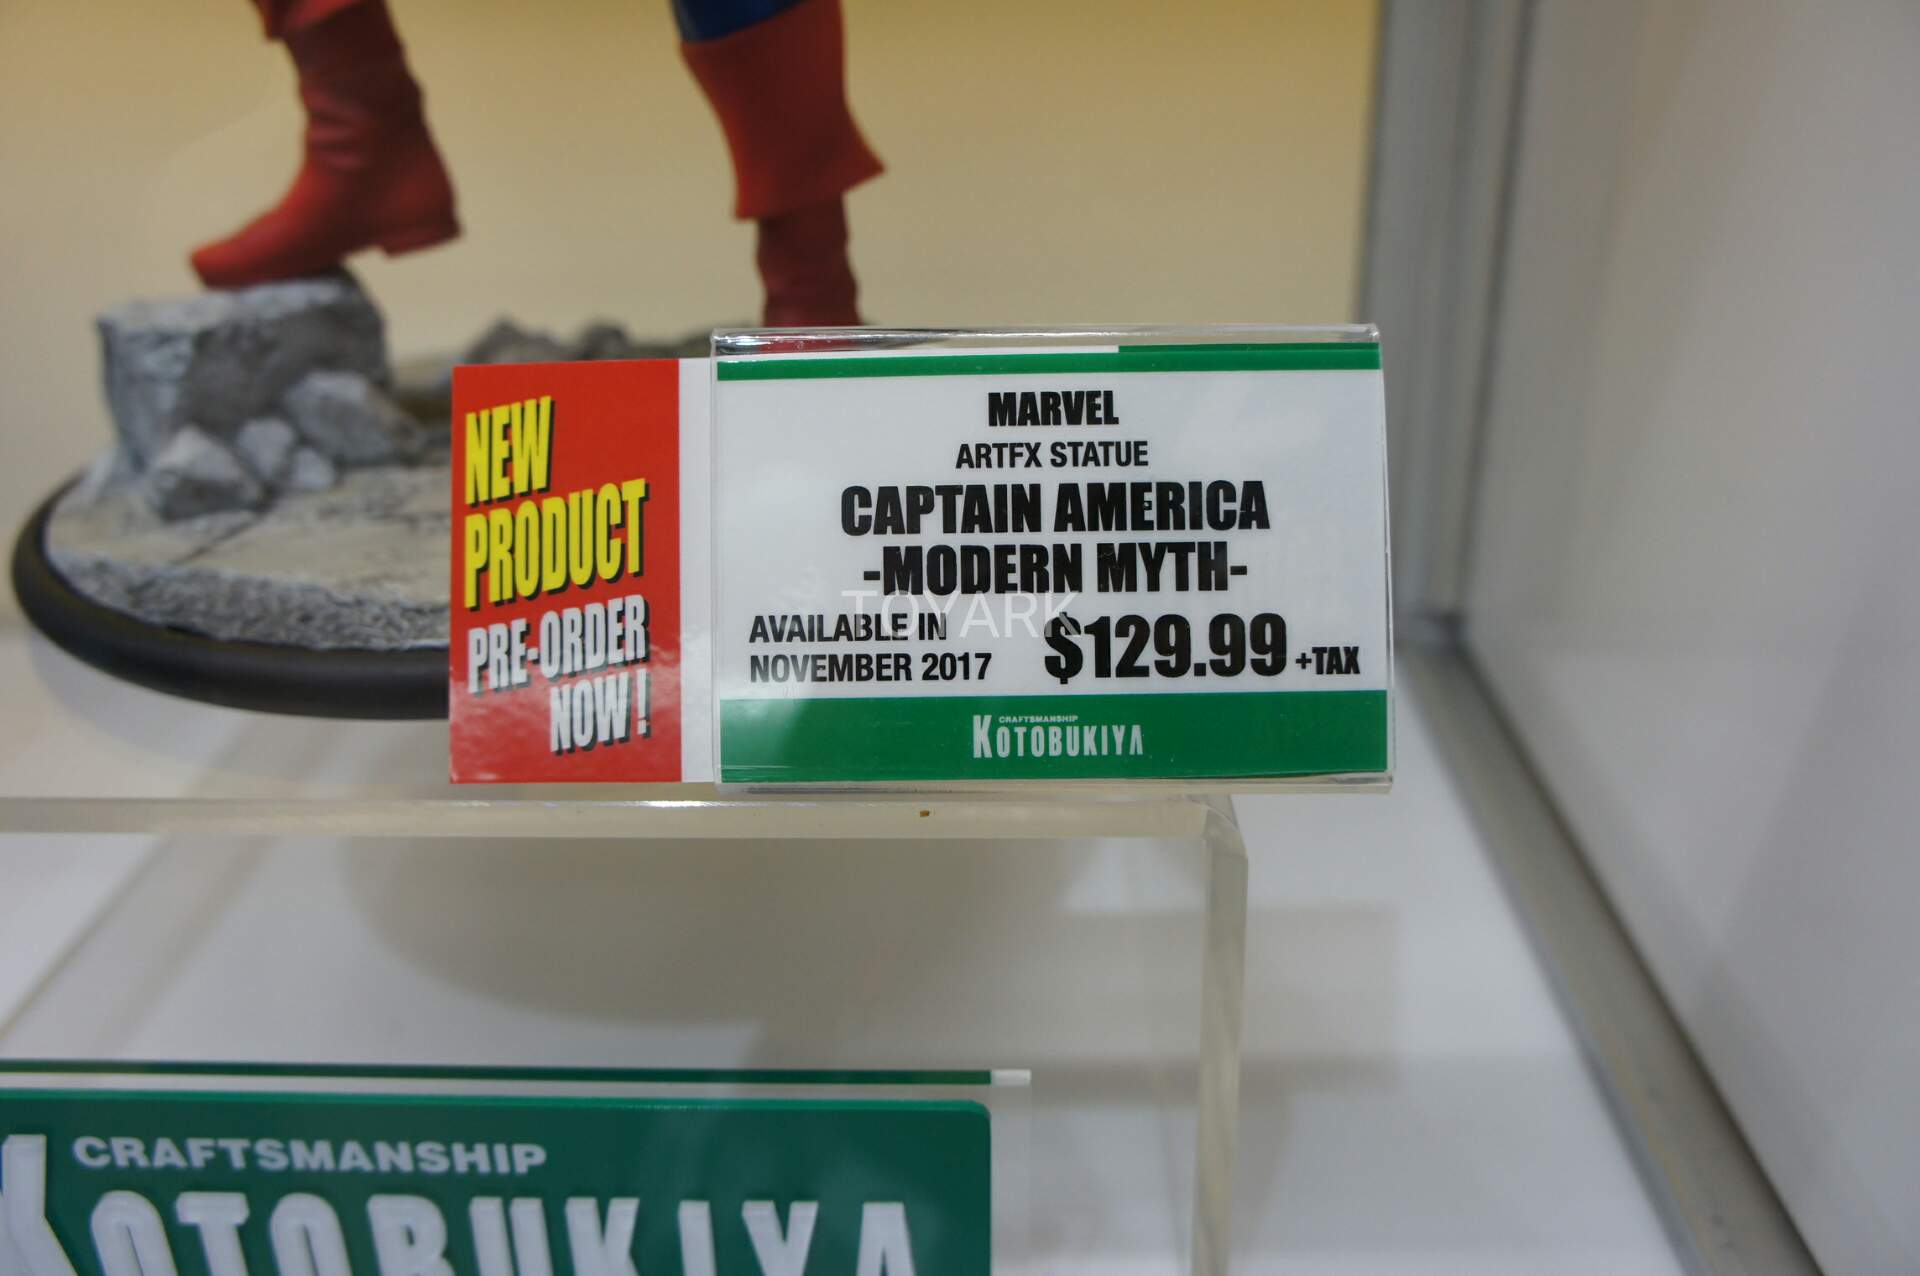 NEW
PRODUCT
PRE-ORDER
NOW!
MARVEL
ARTFX STATUE
CAPTAIN AMERICA
-MODERN MYTH-
AVAILABLE IN
NOVEMBER 2017
$129.99 +TAX
TOYARK
CRAFTSMANSHIP
KOTOBUKIYA
CRAFTSMANSHIP
KOTOBUKIYA